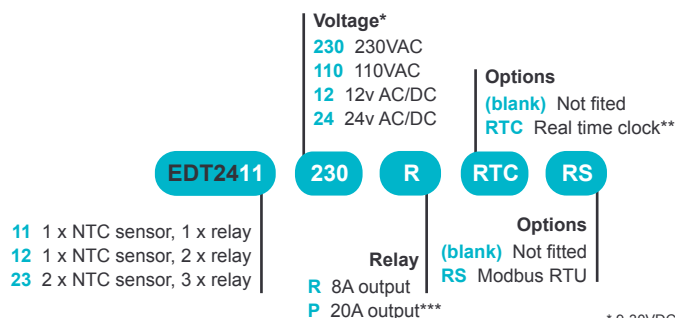 Voltage*
230 230VAC
110 110VAC
12 12v AC/DC
24 24v AC/DC
Options
(blank) Not fited
RTC Real time clock**
EDT2411 230 R RTC RS
11 1 x NTC sensor, 1 x relay
12 1 x NTC sensor, 2 x relay
23 2 x NTC sensor, 3 x relay
Relay
R 8A output
P 20A output***
Options
(blank) Not fitted
RS Modbus RTU